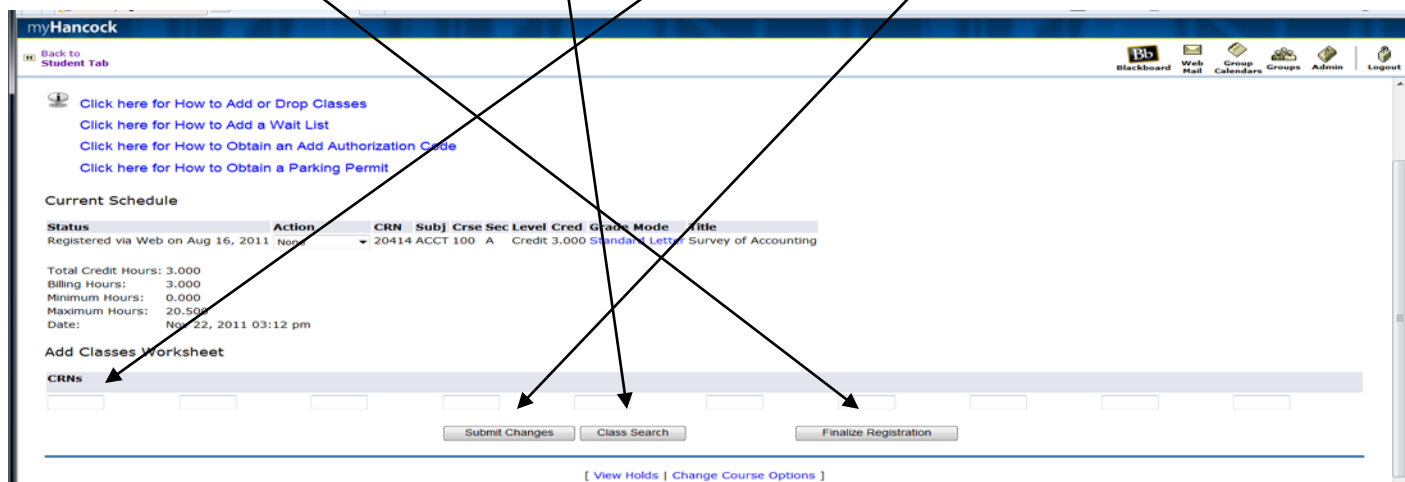 myHancock
Back to
Student Tab
Blackboard
Web Mail
Group Calendars
Groups
Admin
Logout
Click here for How to Add or Drop Classes
Click here for How to Add a Wait List
Click here for How to Obtain an Add Authorization Code
Click here for How to Obtain a Parking Permit
Current Schedule
Status Action CRN Subj Crse Sec Level Cred Grade Mode Title
Registered via Web on Aug 16, 2011 None 20414 ACCT 100 A Credit 3.000 Standard Letter Survey of Accounting
Total Credit Hours: 3.000
Billing Hours: 3.000
Minimum Hours: 0.000
Maximum Hours: 20.500
Date: Nov 22, 2011 03:12 pm
Add Classes Worksheet
CRNs
Submit Changes Class Search Finalize Registration
[ View Holds | Change Course Options ]